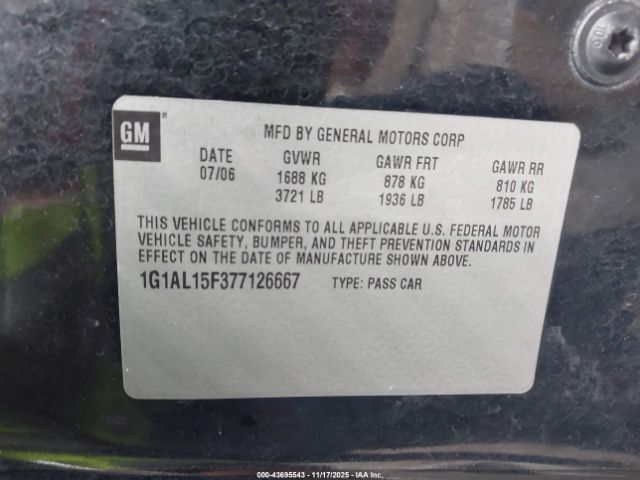 GM
MFD BY GENERAL MOTORS CORP
DATE GVWR GAWR FRT GAWR RR
07/06 1688 KG 878 KG 810 KG
3721 LB 1936 LB 1785 LB
THIS VEHICLE CONFORMS TO ALL APPLICABLE U.S. FEDERAL MOTOR
VEHICLE SAFETY, BUMPER, AND THEFT PREVENTION STANDARDS IN
EFFECT ON THE DATE OF MANUFACTURE SHOWN ABOVE.
1G1AL15F377126667 TYPE: PASS CAR
000-43695543 - 11/17/2025 - IAAI.CA